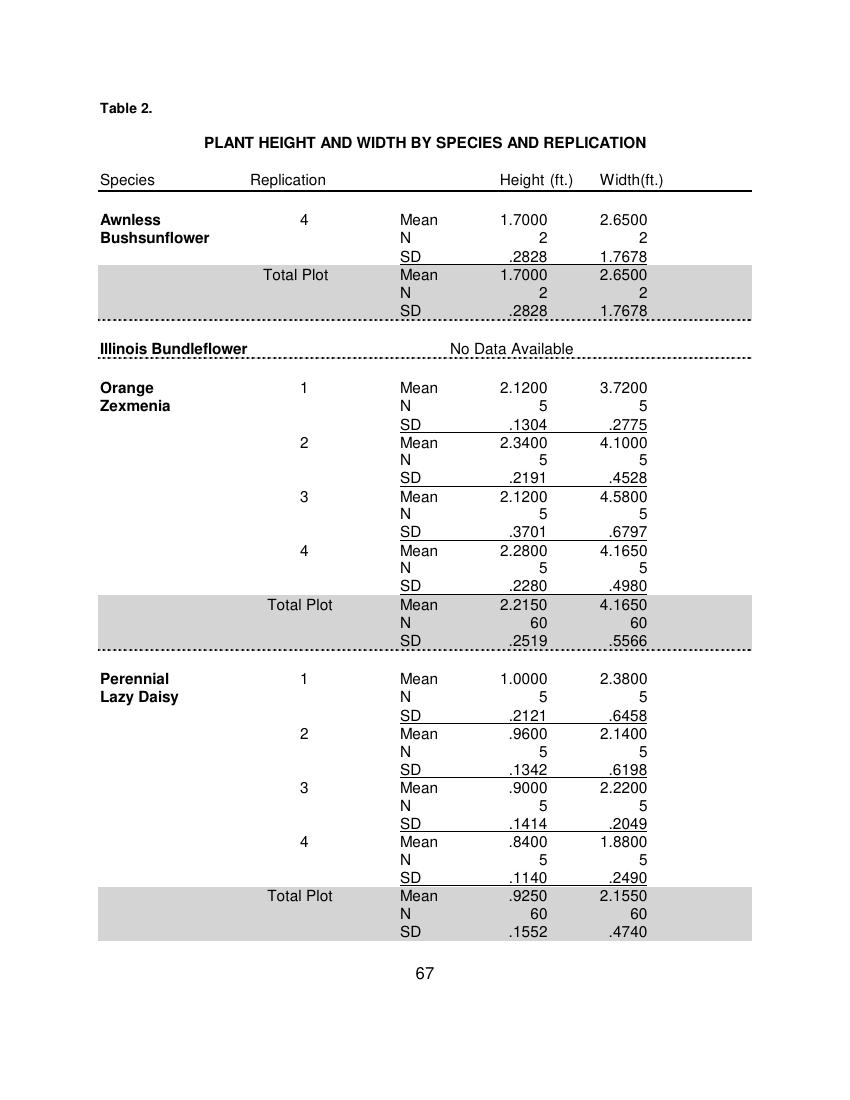 Table 2.
PLANT HEIGHT AND WIDTH BY SPECIES AND REPLICATION
Species Replication Height (ft.) Width(ft.)
Awnless 4 Mean 1.7000 2.6500
Bushsunflower N 2 2
SD .2828 1.7678
Total Plot Mean 1.7000 2.6500
N 2 2
SD .2828 1.7678
Illinois Bundleflower No Data Available
Orange 1 Mean 2.1200 3.7200
Zexmenia N 5 5
SD .1304 .2775
2 Mean 2.3400 4.1000
N 5 5
SD .2191 .4528
3 Mean 2.1200 4.5800
N 5 5
SD .3701 .6797
4 Mean 2.2800 4.1650
N 5 5
SD .2280 .4980
Total Plot Mean 2.2150 4.1650
N 60 60
SD .2519 .5566
Perennial 1 Mean 1.0000 2.3800
Lazy Daisy N 5 5
SD .2121 .6458
2 Mean .9600 2.1400
N 5 5
SD .1342 .6198
3 Mean .9000 2.2200
N 5 5
SD .1414 .2049
4 Mean .8400 1.8800
N 5 5
SD .1140 .2490
Total Plot Mean .9250 2.1550
N 60 60
SD .1552 .4740
67